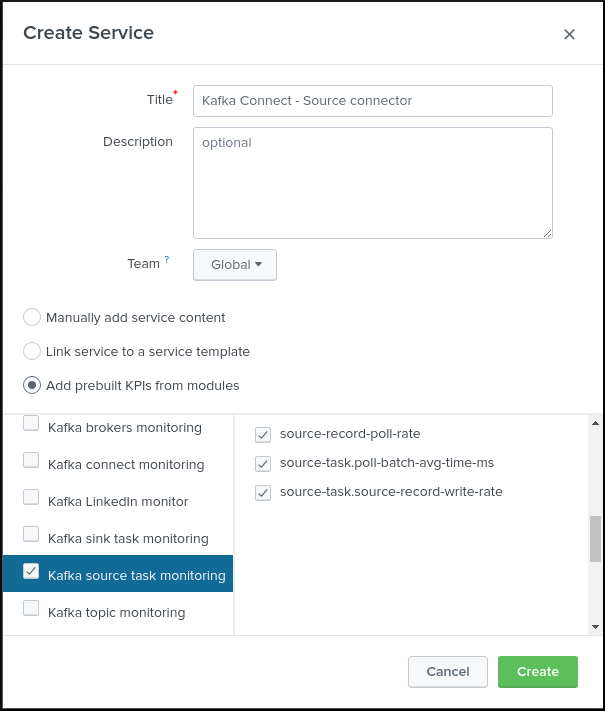 Create Service
Title*
Kafka Connect - Source connector
Description
optional
Team ?
Global
Manually add service content
Link service to a service template
Add prebuilt KPIs from modules
Kafka brokers monitoring
Kafka connect monitoring
Kafka LinkedIn monitor
Kafka sink task monitoring
Kafka source task monitoring
Kafka topic monitoring
source-record-poll-rate
source-task.poll-batch-avg-time-ms
source-task.source-record-write-rate
Cancel
Create